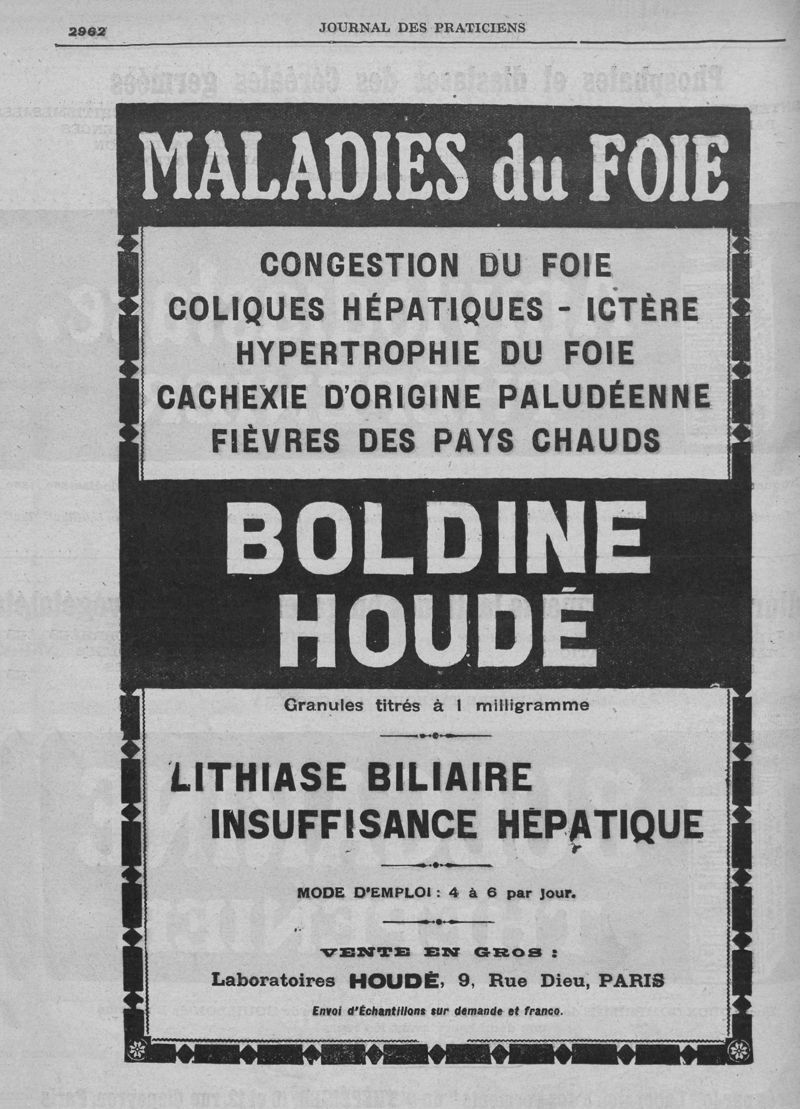 2962
JOURNAL DES PRATICIENS
MALADIES du FOIE
CONGESTION DU FOIE
COLIQUES HÉPATIQUES - ICTÈRE
HYPERTROPHIE DU FOIE
CACHEXIE D'ORIGINE PALUDÉENNE
FIÈVRES DES PAYS CHAUDS
BOLDINE
HOUDÉ
Granules titrés à 1 milligramme
LITHIASE BILIAIRE
INSUFFISANCE HÉPATIQUE
MODE D'EMPLOI : 4 à 6 par jour.
VENTE EN GROS :
Laboratoires HOUDÉ, 9, Rue Dieu, PARIS
Envoi d'Échantillons sur demande et franco.